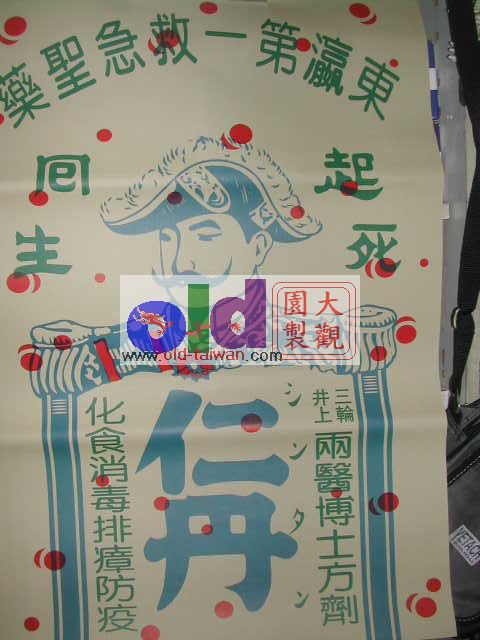 東瀛第一救急聖藥
起死
回生
old
www.old-taiwan.com
大觀
園製
三輪
井上
兩醫博士方劑
シンタン
仁丹
化食消毒排瘴防疫